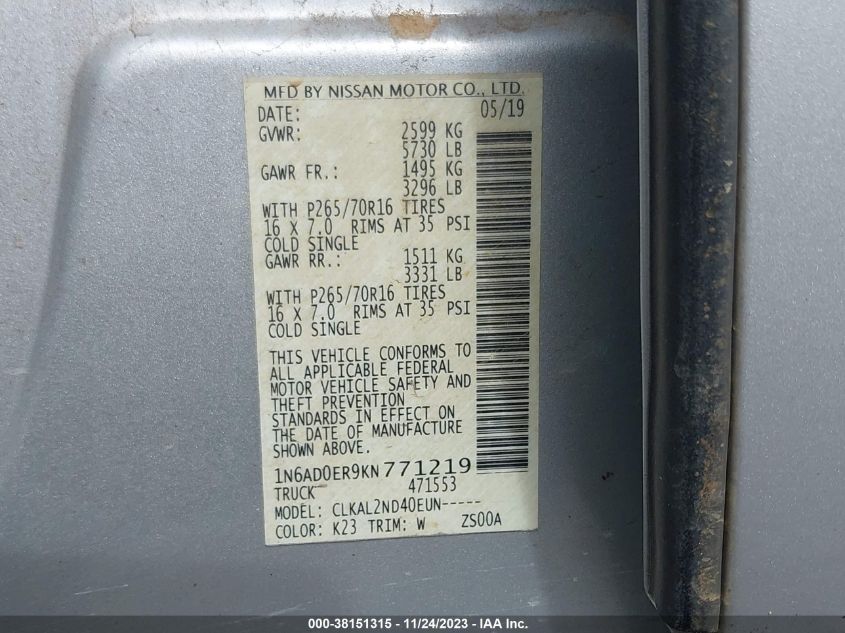 MFD BY NISSAN MOTOR CO., LTD.
DATE: 05/19
GVWR: 2599 KG
5730 LB
GAWR FR.: 1495 KG
3296 LB
WITH P265/70R16 TIRES
16 X 7.0 RIMS AT 35 PSI
COLD SINGLE
GAWR RR.: 1511 KG
3331 LB
WITH P265/70R16 TIRES
16 X 7.0 RIMS AT 35 PSI
COLD SINGLE
THIS VEHICLE CONFORMS TO
ALL APPLICABLE FEDERAL
MOTOR VEHICLE SAFETY AND
THEFT PREVENTION
STANDARDS IN EFFECT ON
THE DATE OF MANUFACTURE
SHOWN ABOVE.
1N6AD0ER9KN771219
TRUCK 471553
MODEL: CLKAL2ND40EUN-----
COLOR: K23 TRIM: W ZS00A
000-38151315 - 11/24/2023 - IAA Inc.